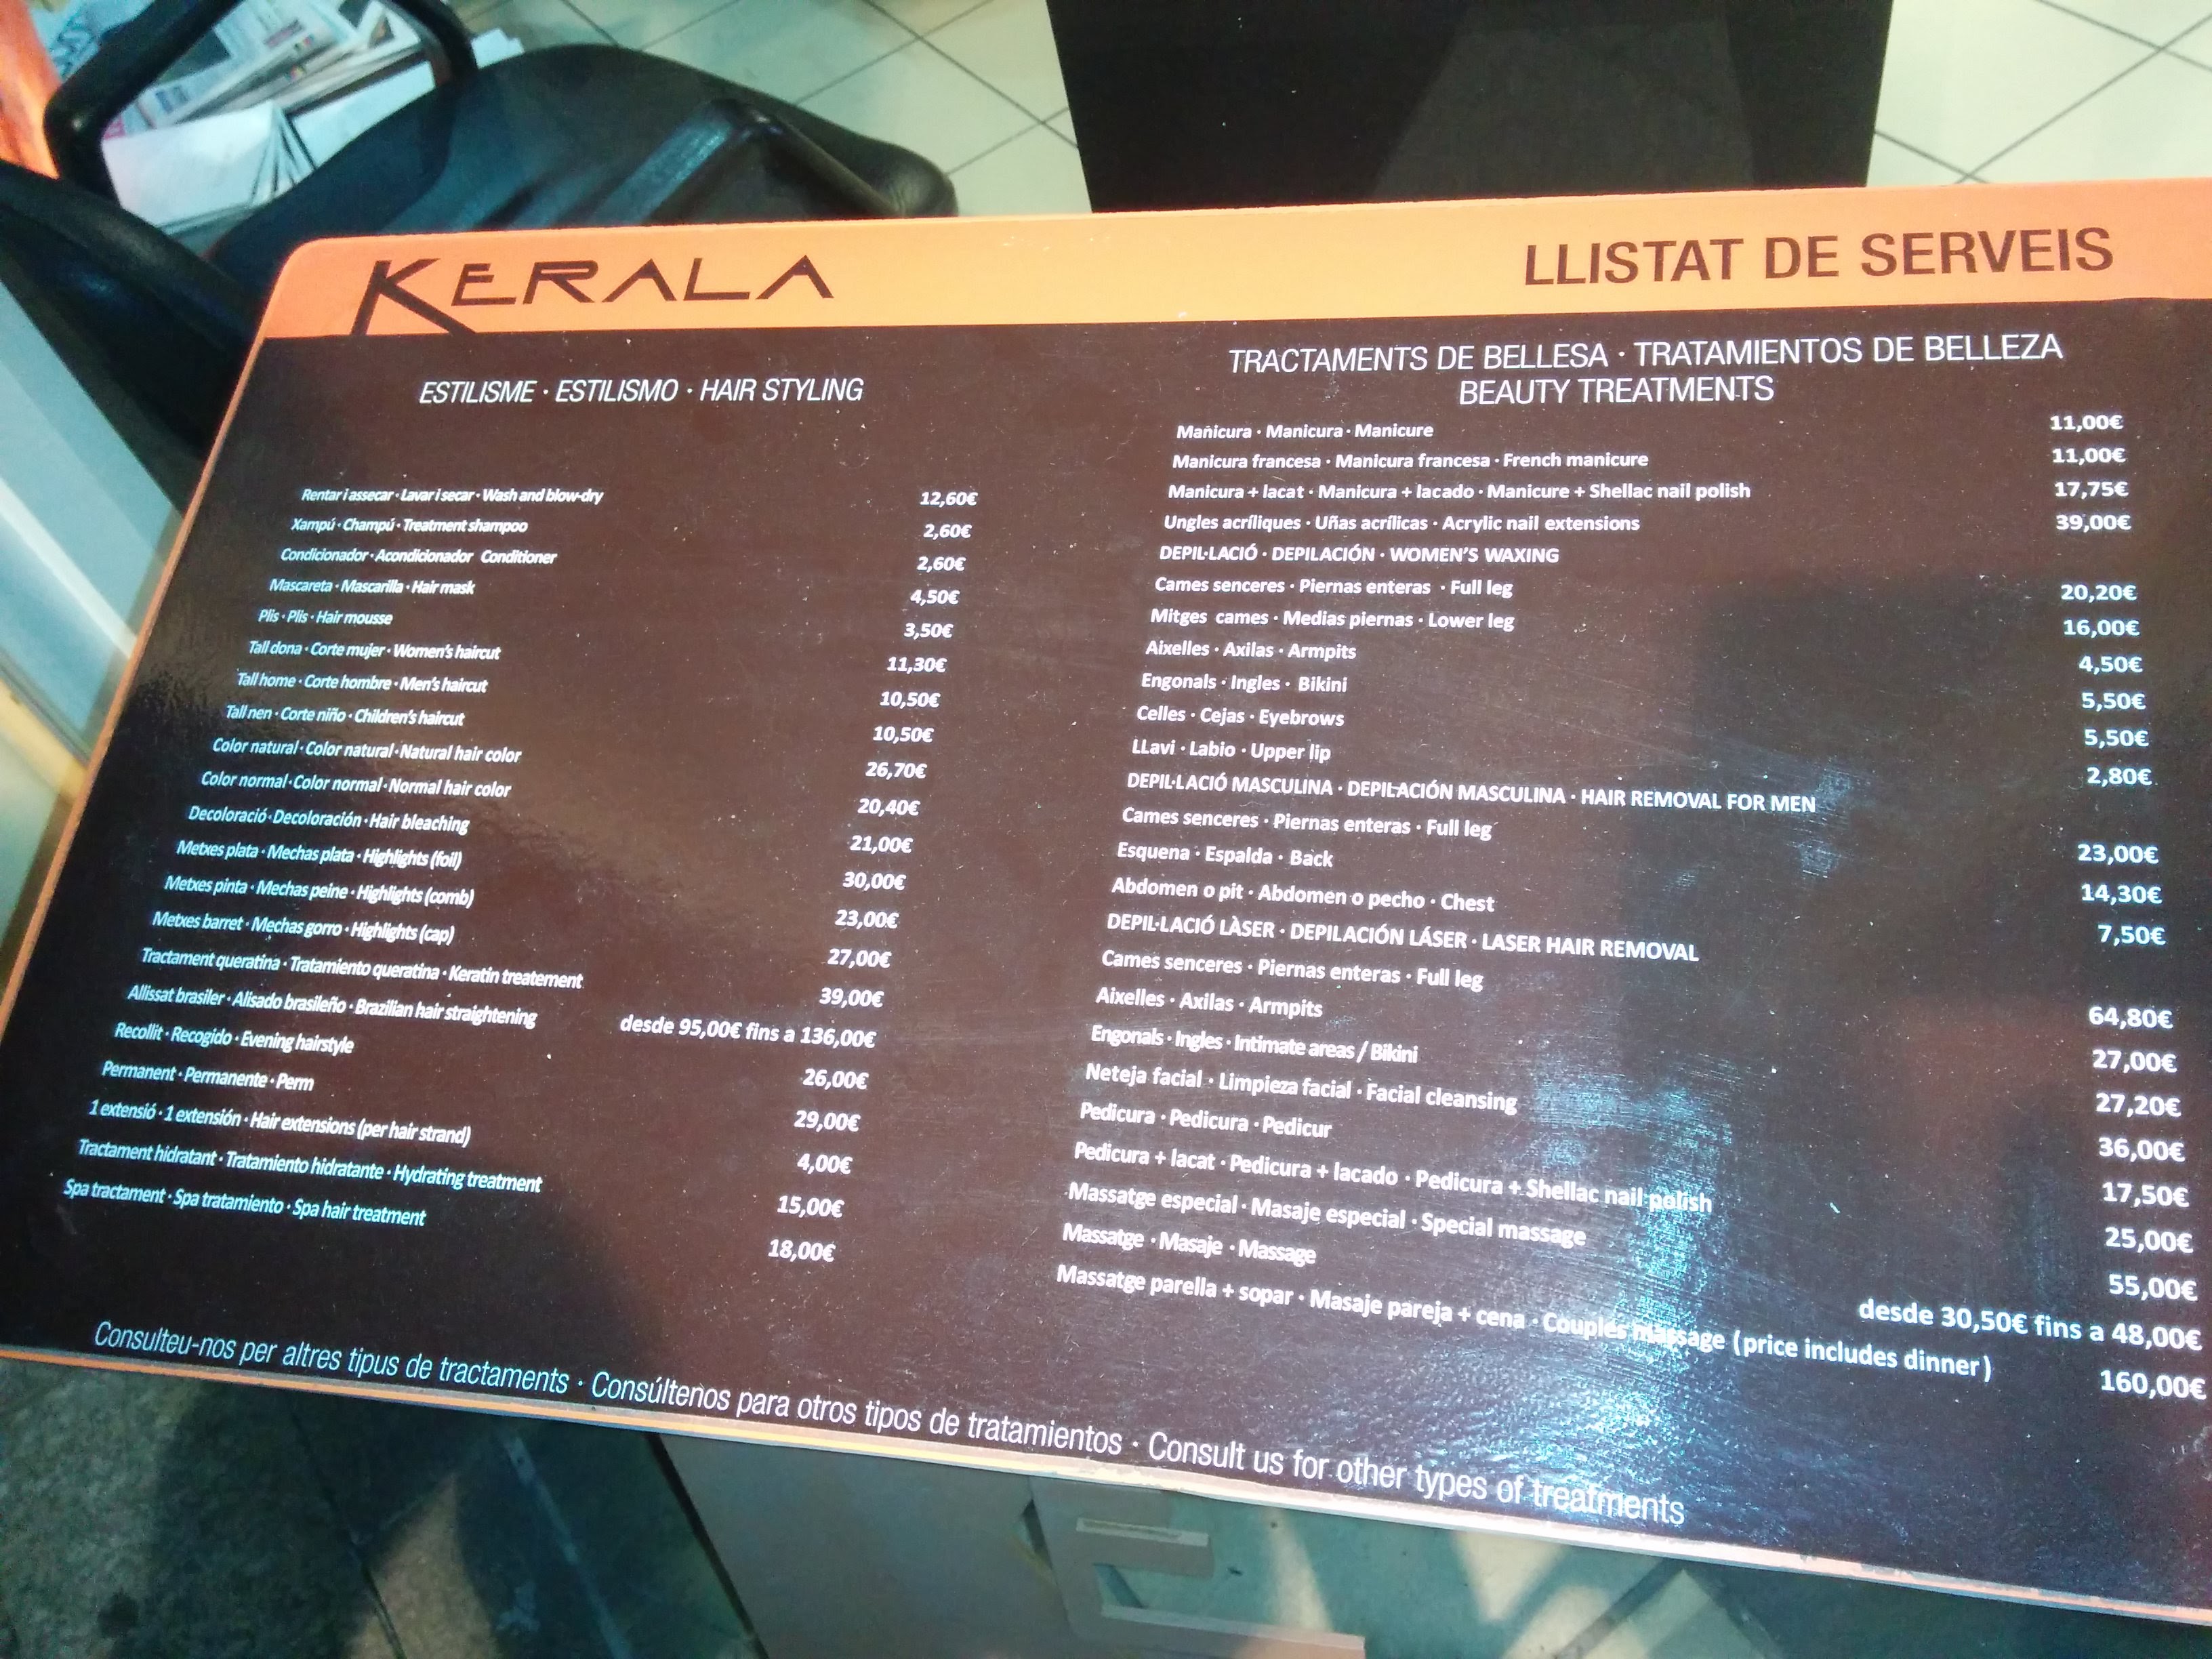 KERALA
LLISTAT DE SERVEIS
ESTILISME · ESTILISMO · HAIR STYLING
Rentar i assecar · Lavar i secar · Wash and blow-dry 12,60€
Xampú · Champú · Treatment shampoo 2,60€
Condicionador · Acondicionador Conditioner 2,60€
Mascareta · Mascarilla · Hair mask 4,50€
Plis · Plis · Hair mousse 3,50€
Tall dona · Corte mujer · Women's haircut 11,30€
Tall home · Corte hombre · Men's haircut 10,50€
Tall nen · Corte niño · Children's haircut 10,50€
Color natural · Color natural · Natural hair color 26,70€
Color normal · Color normal · Normal hair color 20,40€
Decoloració · Decoloración · Hair bleaching 21,00€
Metxes plata · Mechas plata · Highlights (foil) 30,00€
Metxes pinta · Mechas peine · Highlights (comb) 23,00€
Metxes barret · Mechas gorro · Highlights (cap) 27,00€
Tractament queratina · Tratamiento queratina · Keratin treatement 39,00€
Allissat brasiler · Alisado brasileño · Brazilian hair straightening desde 95,00€ fins a 136,00€
Recollit · Recogido · Evening hairstyle 26,00€
Permanent · Permanente · Perm 29,00€
1 extensió · 1 extensión · Hair extensions (per hair strand) 4,00€
Tractament hidratant · Tratamiento hidratante · Hydrating treatment 15,00€
Spa tractament · Spa tratamiento · Spa hair treatment 18,00€
TRACTAMENTS DE BELLESA · TRATAMIENTOS DE BELLEZA
BEAUTY TREATMENTS
Manicura · Manicura · Manicure 11,00€
Manicura francesa · Manicura francesa · French manicure 11,00€
Manicura + lacat · Manicura + lacado · Manicure + Shellac nail polish 17,75€
Ungles acríliques · Uñas acrílicas · Acrylic nail extensions 39,00€
DEPIL·LACIÓ · DEPILACIÓN · WOMEN'S WAXING
Cames senceres · Piernas enteras · Full leg 20,20€
Mitges cames · Medias piernas · Lower leg 16,00€
Aixelles · Axilas · Armpits 4,50€
Engonals · Ingles · Bikini 5,50€
Celles · Cejas · Eyebrows 5,50€
LLavi · Labio · Upper lip 2,80€
DEPIL·LACIÓ MASCULINA · DEPILACIÓN MASCULINA · HAIR REMOVAL FOR MEN
Cames senceres · Piernas enteras · Full leg 23,00€
Esquena · Espalda · Back 14,30€
Abdomen o pit · Abdomen o pecho · Chest 7,50€
DEPIL·LACIÓ LÀSER · DEPILACIÓN LÁSER · LASER HAIR REMOVAL
Cames senceres · Piernas enteras · Full leg 64,80€
Aixelles · Axilas · Armpits 27,00€
Engonals · Ingles · Intimate areas / Bikini 27,20€
Neteja facial · Limpieza facial · Facial cleansing 36,00€
Pedicura · Pedicura · Pedicur 17,50€
Pedicura + lacat · Pedicura + lacado · Pedicura + Shellac nail polish 25,00€
Massatge especial · Masaje especial · Special massage 55,00€
Massatge · Masaje · Massage desde 30,50€ fins a 48,00€
Massatge parella + sopar · Masaje pareja + cena · Couples massage (price includes dinner) 160,00€
Consulteu-nos per altres tipus de tractaments · Consúltenos para otros tipos de tratamientos · Consult us for other types of treatments